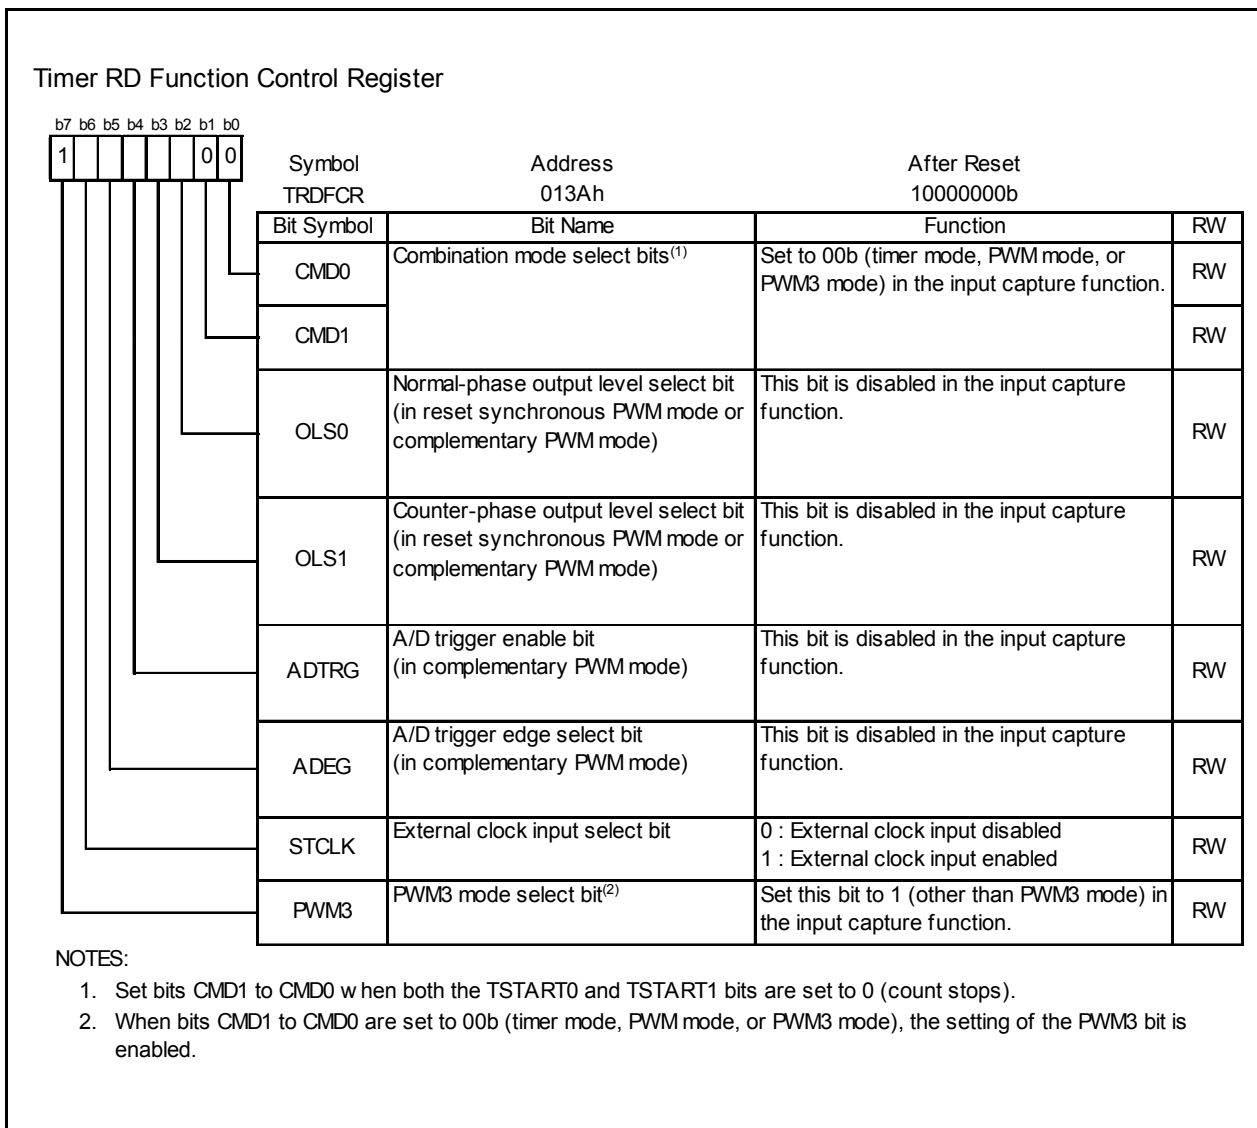 Timer RD Function Control Register
b7 b6 b5 b4 b3 b2 b1 b0
1 0 0
Symbol Address After Reset
TRDFCR 013Ah 10000000b
Bit Symbol Bit Name Function RW
CMD0 Combination mode select bits(1) Set to 00b (timer mode, PWM mode, or RW
PWM3 mode) in the input capture function.
CMD1 RW
Normal-phase output level select bit This bit is disabled in the input capture
(in reset synchronous PWM mode or function.
OLS0 complementary PWM mode) RW
Counter-phase output level select bit This bit is disabled in the input capture
(in reset synchronous PWM mode or function.
OLS1 complementary PWM mode) RW
A/D trigger enable bit This bit is disabled in the input capture
ADTRG (in complementary PWM mode) function. RW
A/D trigger edge select bit This bit is disabled in the input capture
ADEG (in complementary PWM mode) function. RW
STCLK External clock input select bit 0 : External clock input disabled RW
1 : External clock input enabled
PWM3 PWM3 mode select bit(2) Set this bit to 1 (other than PWM3 mode) in RW
the input capture function.
NOTES:
1. Set bits CMD1 to CMD0 w hen both the TSTART0 and TSTART1 bits are set to 0 (count stops).
2. When bits CMD1 to CMD0 are set to 00b (timer mode, PWM mode, or PWM3 mode), the setting of the PWM3 bit is
enabled.